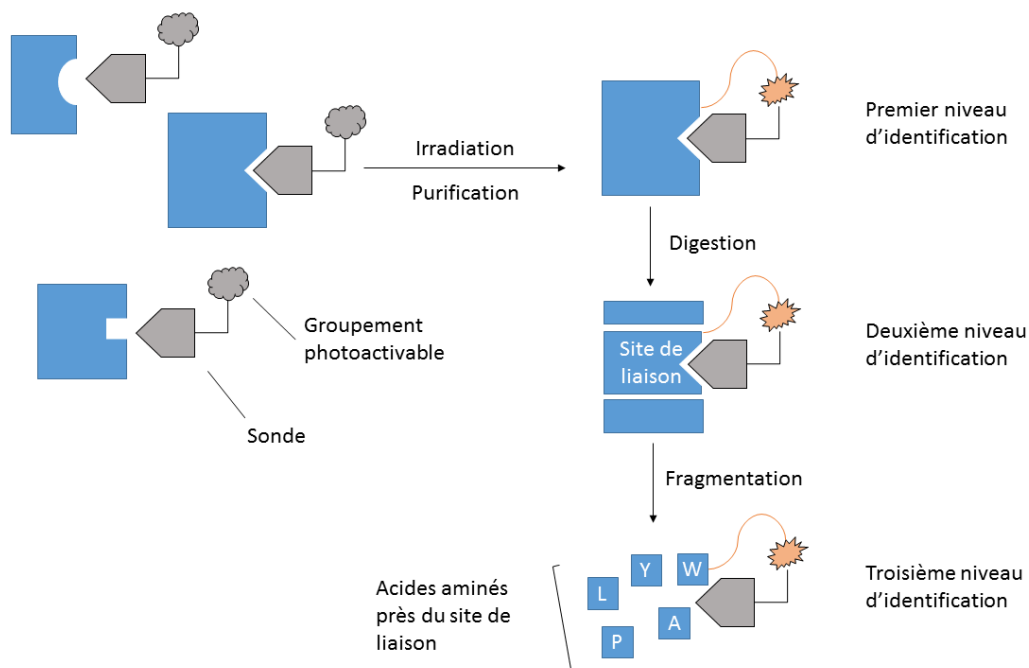 Irradiation
Purification
Premier niveau
d’identification
Groupement
photoactivable
Sonde
Digestion
Site de
liaison
Deuxième niveau
d’identification
Fragmentation
Acides aminés
près du site de
liaison
Y
W
L
A
P
Troisième niveau
d’identification